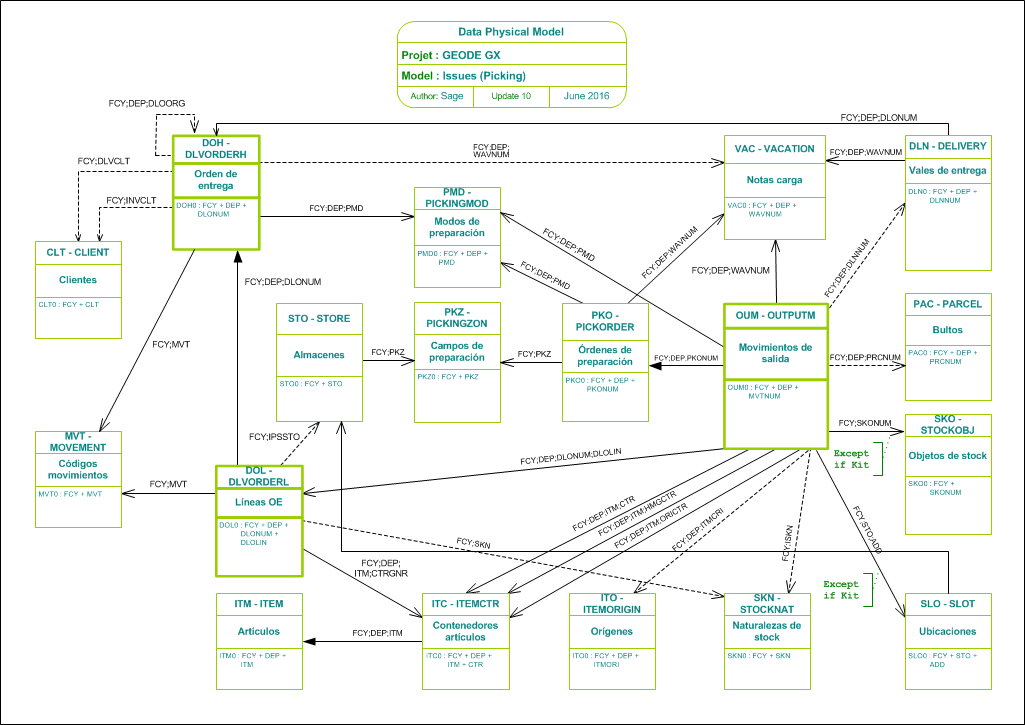 Data Physical Model
Projet : GEODE GX
Model : Issues (Picking)
Author: Sage
Update 10
June 2016
FCY;DEP;DLOORG
FCY;DEP;DLONUM
DOH -
DLVORDERH
Orden de
entrega
DOH0 : FCY + DEP +
DLONUM
FCY;DEP;
WAVNUM
VAC - VACATION
Notas carga
VAC0 : FCY + DEP +
WAVNUM
FCY;DEP;WAVNUM
DLN - DELIVERY
Vales de entrega
DLN0 : FCY + DEP +
DLNNUM
FCY;DLVCLT
FCY;INVCLT
FCY;DEP;PMD
PMD -
PICKINGMOD
Modos de
preparación
PMD0 : FCY + DEP +
PMD
FCY;DEP;PMD
FCY;DEP;PMD
FCY;DEP;WAVNUM
FCY;DEP;WAVNUM
FCY;DEP;DLNNUM
CLT - CLIENT
Clientes
CLT0 : FCY + CLT
FCY;DEP;DLONUM
FCY;MVT
STO - STORE
Almacenes
STO0 : FCY + STO
FCY;PKZ
PKZ -
PICKINGZON
Campos de
preparación
PKZ0 : FCY + PKZ
FCY;PKZ
PKO -
PICKORDER
Órdenes de
preparación
PKO0 : FCY + DEP +
PKONUM
FCY;DEP,PKONUM
OUM - OUTPUTM
Movimientos de
salida
OUM0 : FCY + DEP +
MVTNUM
FCY;DEP;PRCNUM
PAC - PARCEL
Bultos
PAC0 : FCY + DEP +
PRCNUM
FCY;SKONUM
SKO -
STOCKOBJ
Objetos de stock
SKO0 : FCY +
SKONUM
Except
if Kit
MVT -
MOVEMENT
Códigos
movimientos
MVT0 : FCY + MVT
FCY;MVT
FCY;IPSSTO
DOL -
DLVORDERL
Líneas OE
DOL0 : FCY + DEP +
DLONUM +
DLOLIN
FCY;DEP;DLONUM;DLOLIN
FCY;DEP;ITM:CTR
FCY;DEP;ITM;HMGCTR
FCY;DEP;ITM:ORICTR
FCY;DEP;ITMCRI
FCY;ISKN
FCY;STO;ADD
FCY;SKN
FCY;DEP;
ITM;CTRGNR
Except
if Kit
ITM - ITEM
Artículos
ITM0 : FCY + DEP +
ITM
FCY;DEP;ITM
ITC - ITEMCTR
Contenedores
artículos
ITC0 : FCY + DEP +
ITM + CTR
ITO -
ITEMORIGIN
Orígenes
ITO0 : FCY + DEP +
ITMCRI
SKN -
STOCKNAT
Naturalezas de
stock
SKN0 : FCY + SKN
SLO - SLOT
Ubicaciones
SLO0 : FCY + STO +
ADD